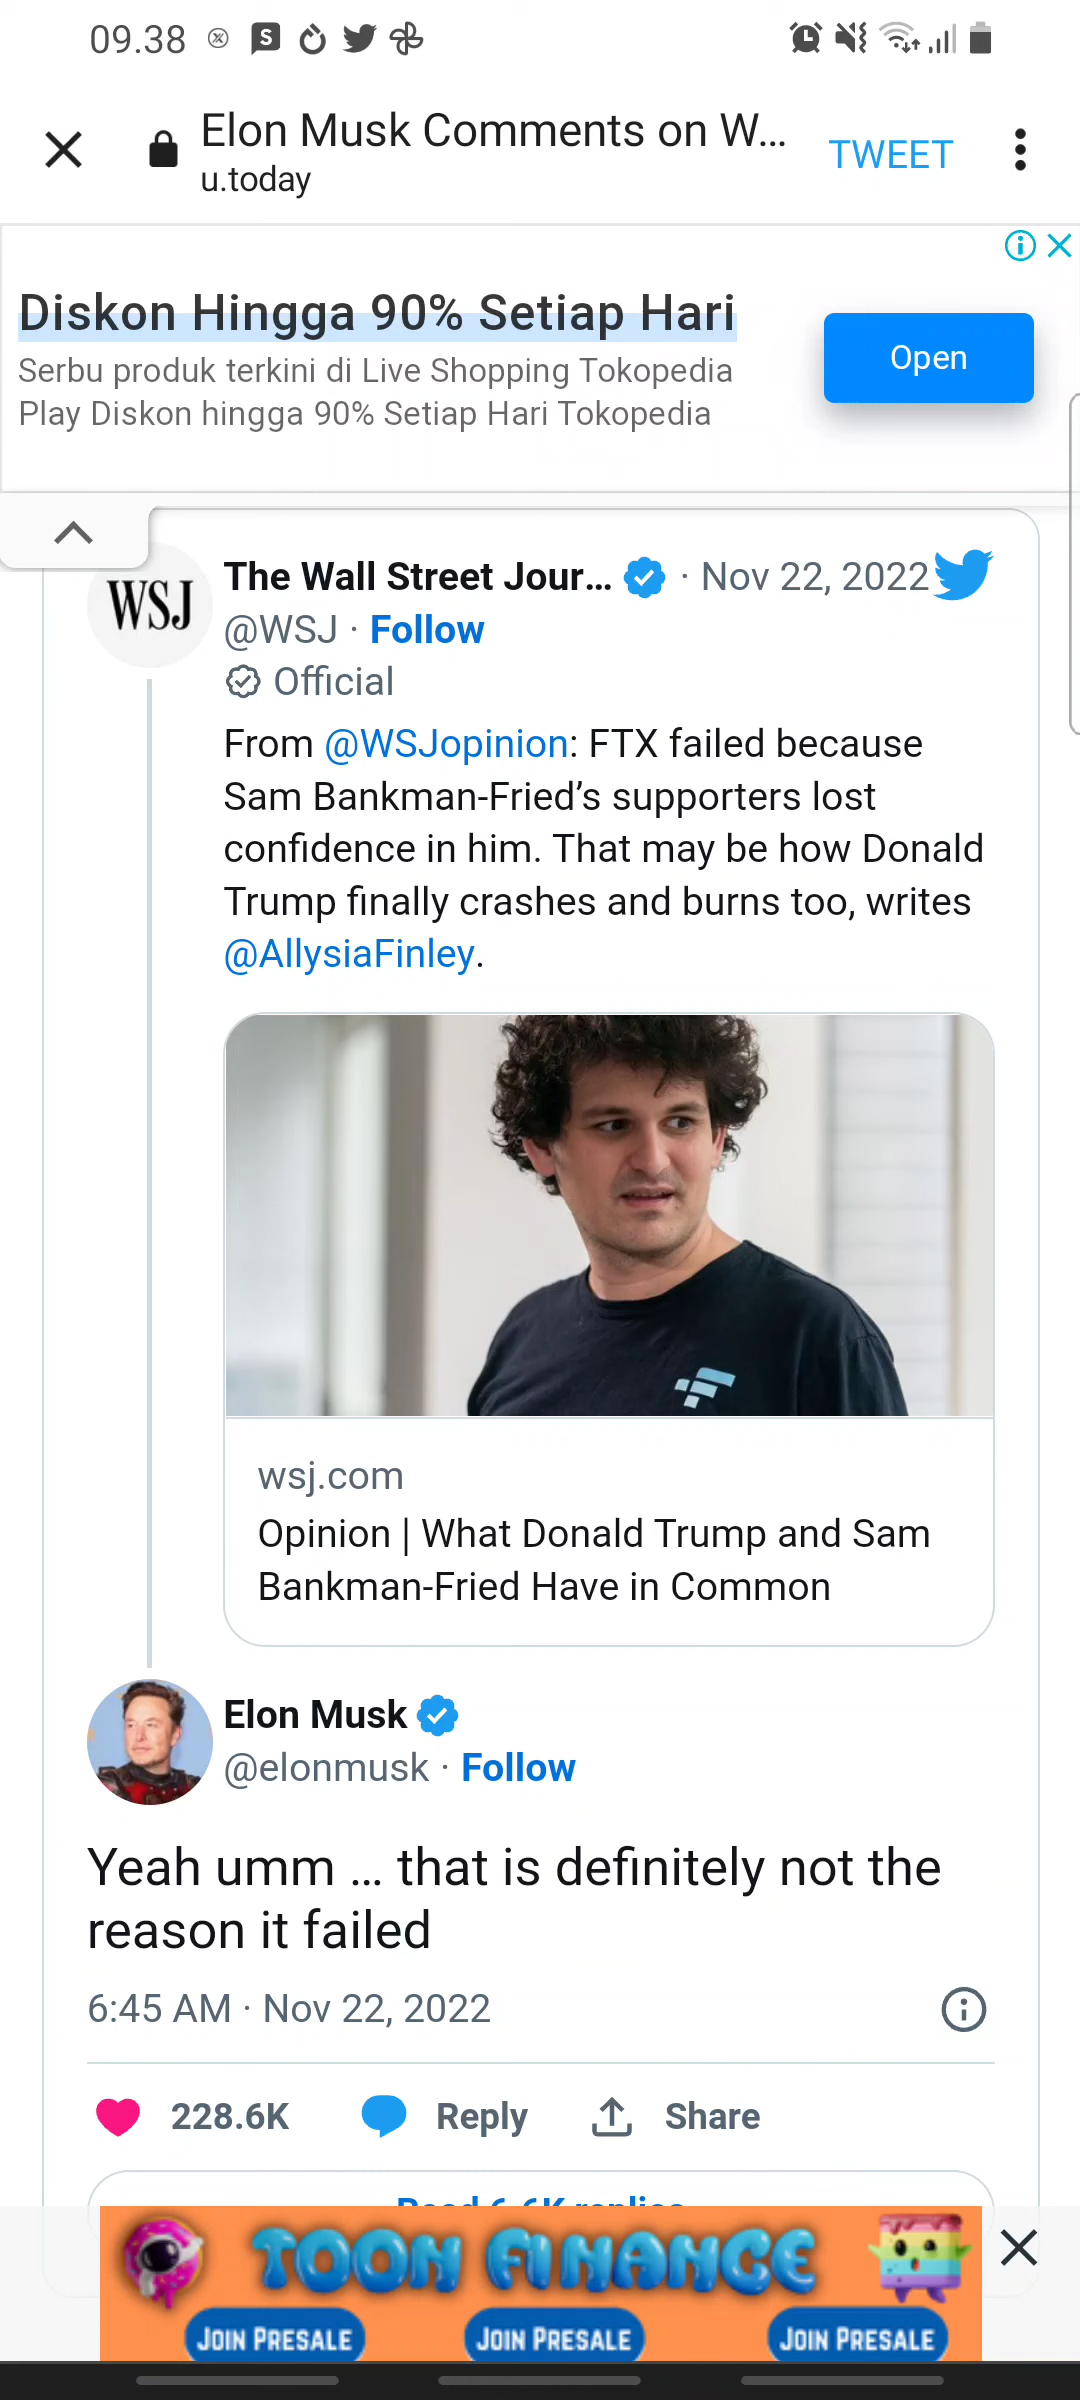 09.38
Elon Musk Comments on W...
u.today
TWEET
Diskon Hingga 90% Setiap Hari
Serbu produk terkini di Live Shopping Tokopedia
Play Diskon hingga 90% Setiap Hari Tokopedia
Open
WSJ
The Wall Street Jour... · Nov 22, 2022
@WSJ · Follow
Official
From @WSJopinion: FTX failed because
Sam Bankman-Fried’s supporters lost
confidence in him. That may be how Donald
Trump finally crashes and burns too, writes
@AllysiaFinley.
wsj.com
Opinion | What Donald Trump and Sam
Bankman-Fried Have in Common
Elon Musk
@elonmusk · Follow
Yeah umm … that is definitely not the
reason it failed
6:45 AM · Nov 22, 2022
228.6K Reply Share
Read 6.6K replies
TOON FINANCE
JOIN PRESALE JOIN PRESALE JOIN PRESALE